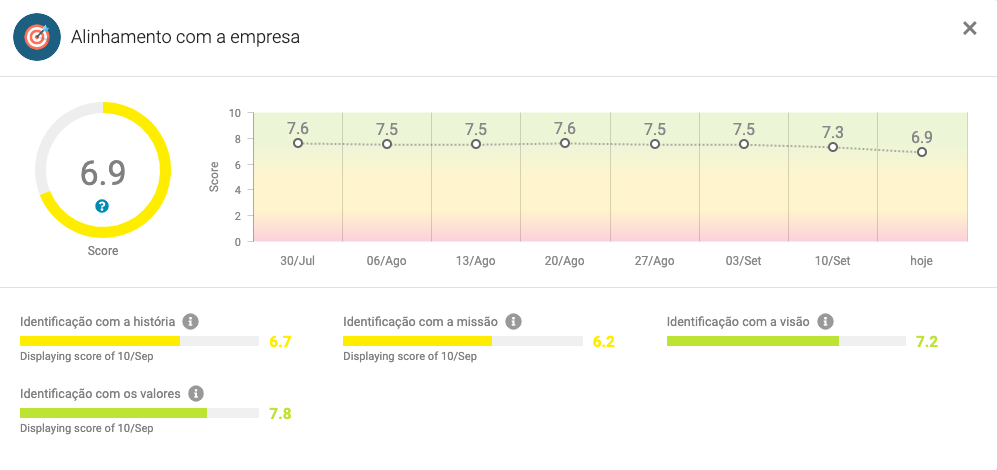 Alinhamento com a empresa
×
6.9
?
Score
Score
10
8
6
4
2
0
7.6 7.5 7.5 7.6 7.5 7.5 7.3 6.9
30/Jul 06/Ago 13/Ago 20/Ago 27/Ago 03/Set 10/Set hoje
Identificação com a história i
6.7
Displaying score of 10/Sep
Identificação com a missão i
6.2
Displaying score of 10/Sep
Identificação com a visão i
7.2
Identificação com os valores i
7.8
Displaying score of 10/Sep